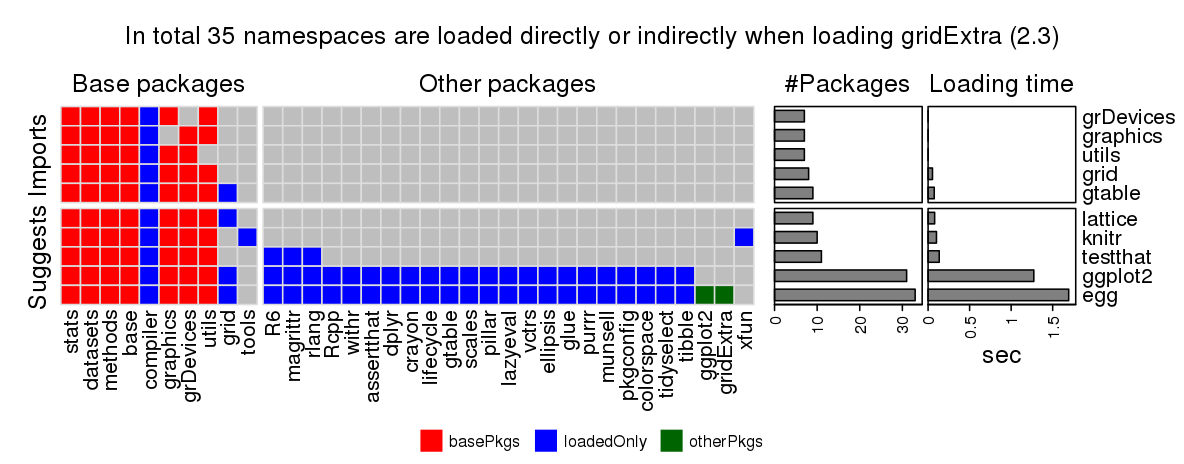 In total 35 namespaces are loaded directly or indirectly when loading gridExtra (2.3)
Base packages
Other packages
#Packages
Loading time
Imports
Suggests
grDevices
graphics
utils
grid
gtable
lattice
knitr
testthat
ggplot2
egg
stats
datasets
methods
base
compiler
graphics
grDevices
utils
grid
tools
R6
magrittr
rlang
Rcpp
withr
assertthat
dplyr
crayon
lifecycle
gtable
scales
pillar
lazyeval
vctrs
ellipsis
glue
purrr
munsell
pkgconfig
colorspace
tidyselect
tibble
ggplot2
gridExtra
xfun
0 10 20 30
0 0.5 1 1.5
sec
basePkgs loadedOnly otherPkgs